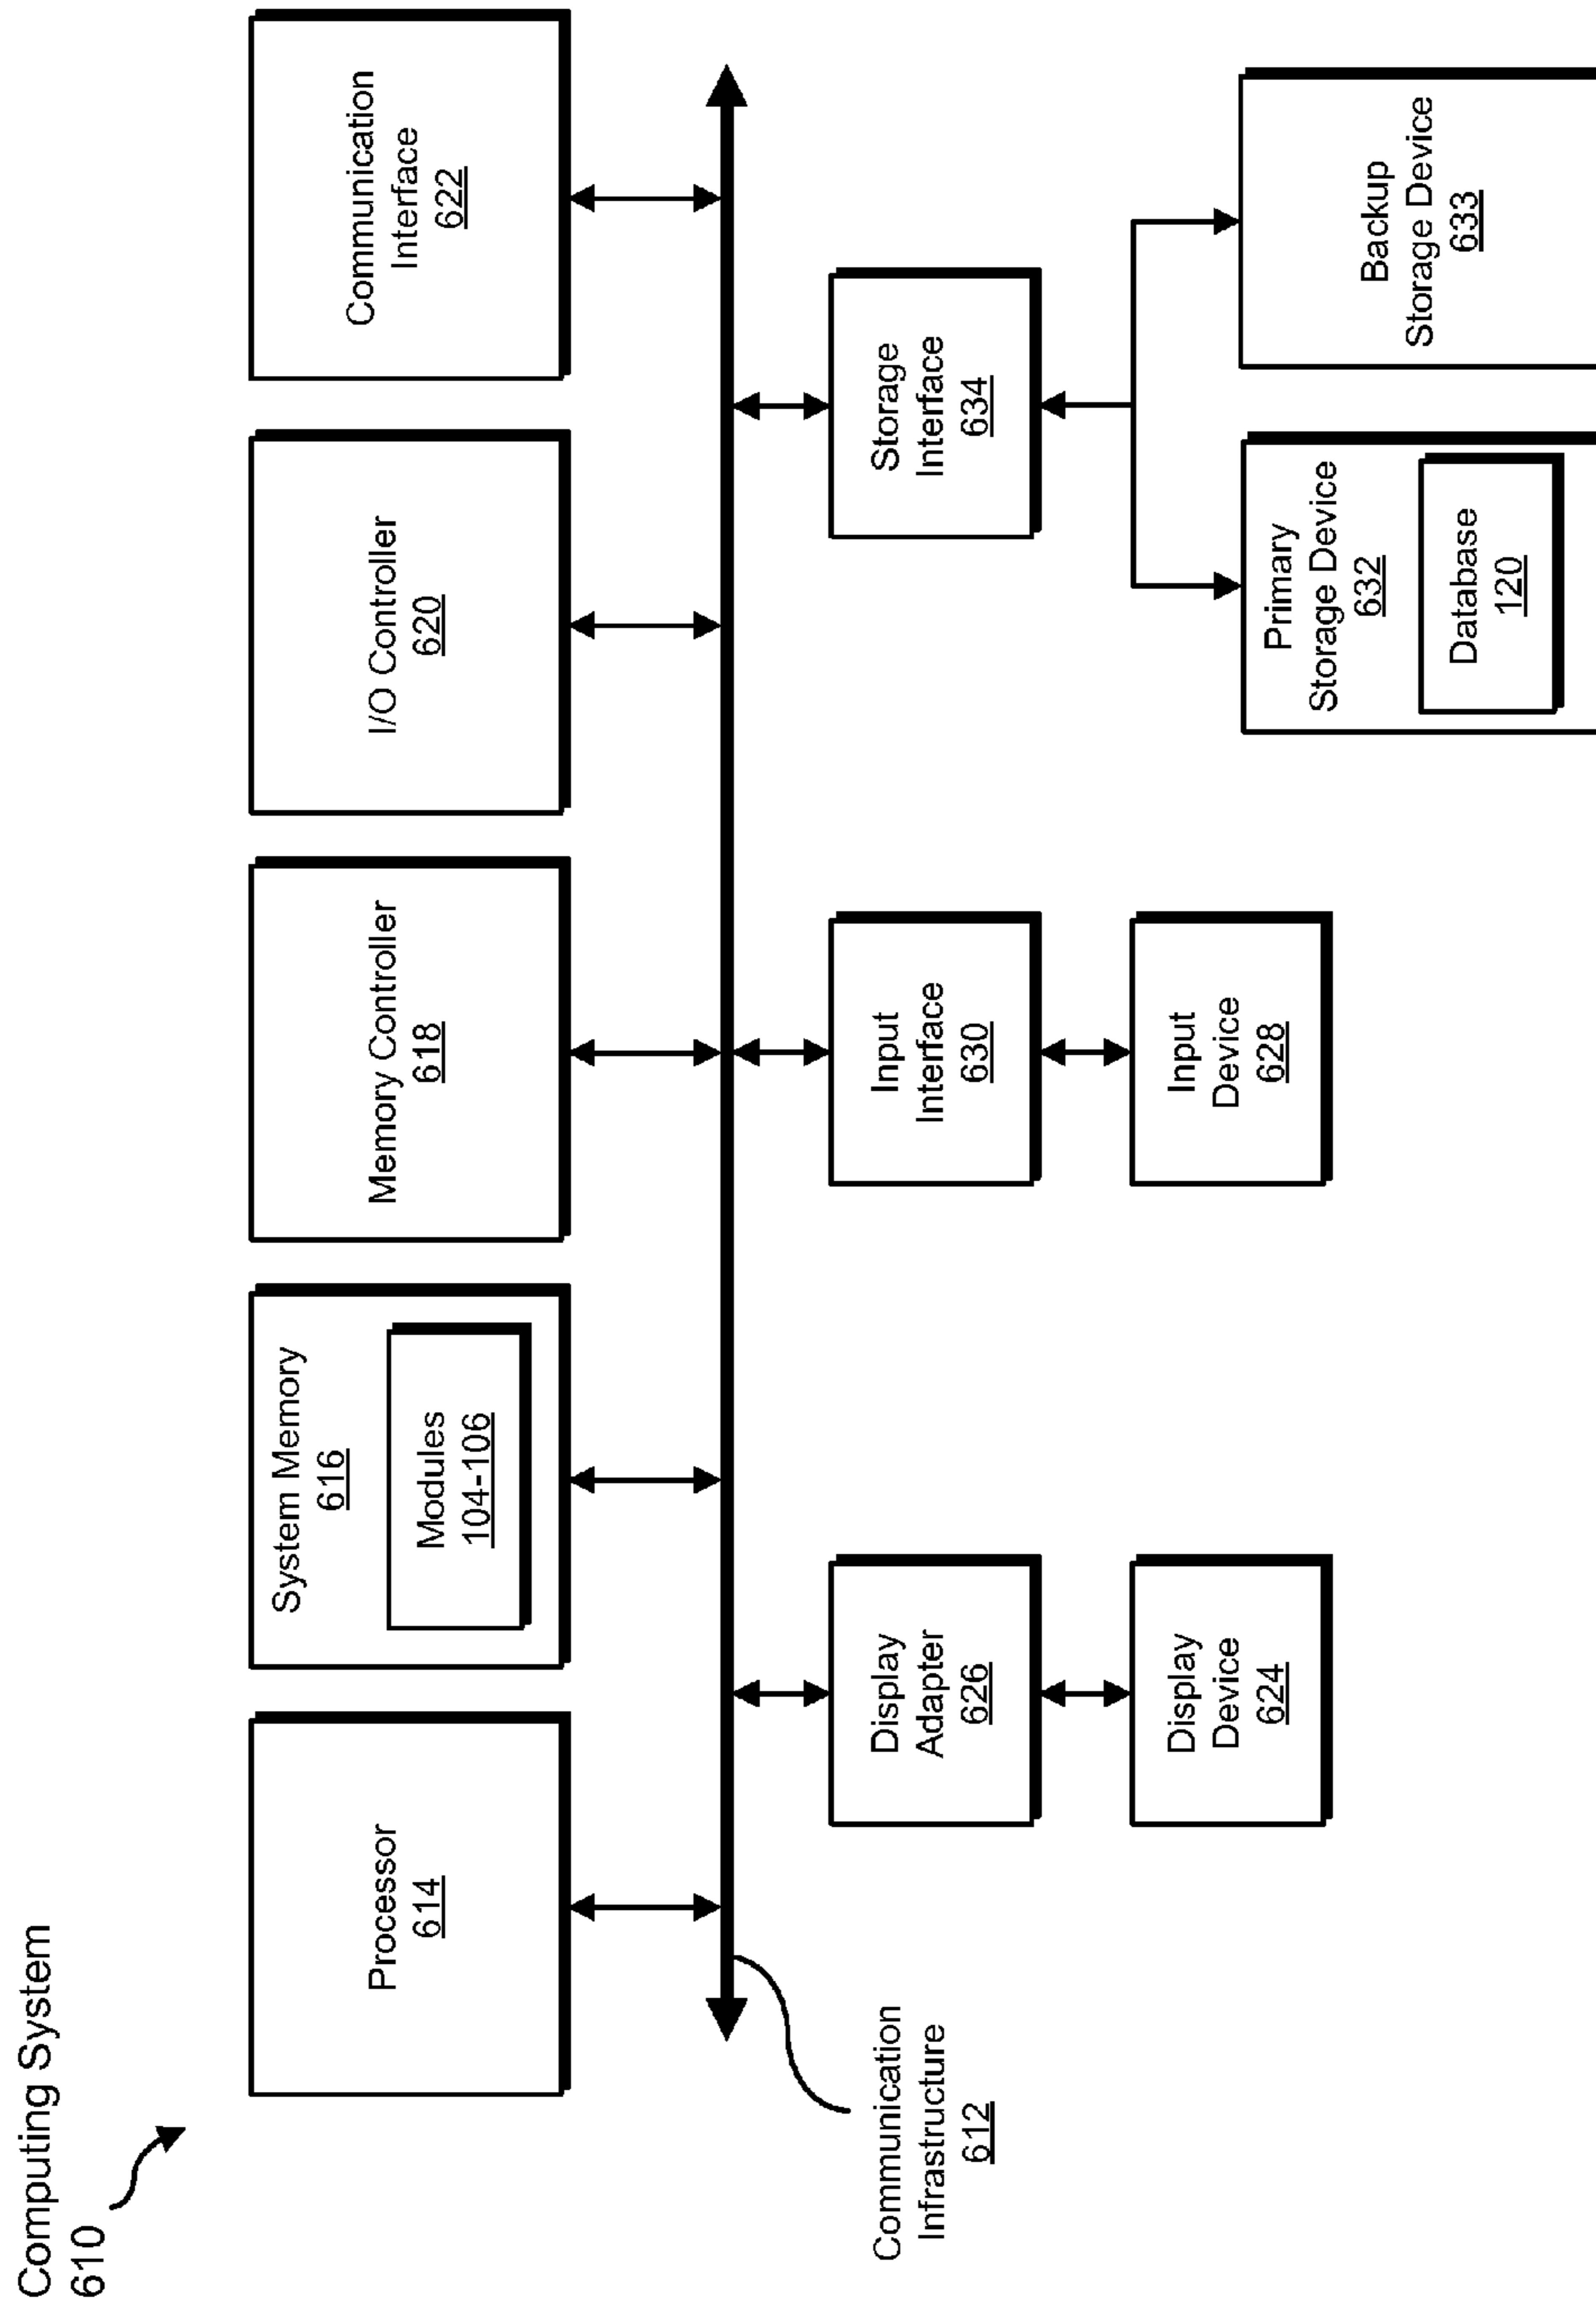 Computing System
610
Processor
614
System Memory
616
Modules
104-106
Memory Controller
618
I/O Controller
620
Communication
Interface
622
Communication
Infrastructure
612
Display
Adapter
626
Input
Interface
630
Storage
Interface
634
Display
Device
624
Input
Device
628
Primary
Storage Device
632
Database
120
Backup
Storage Device
633